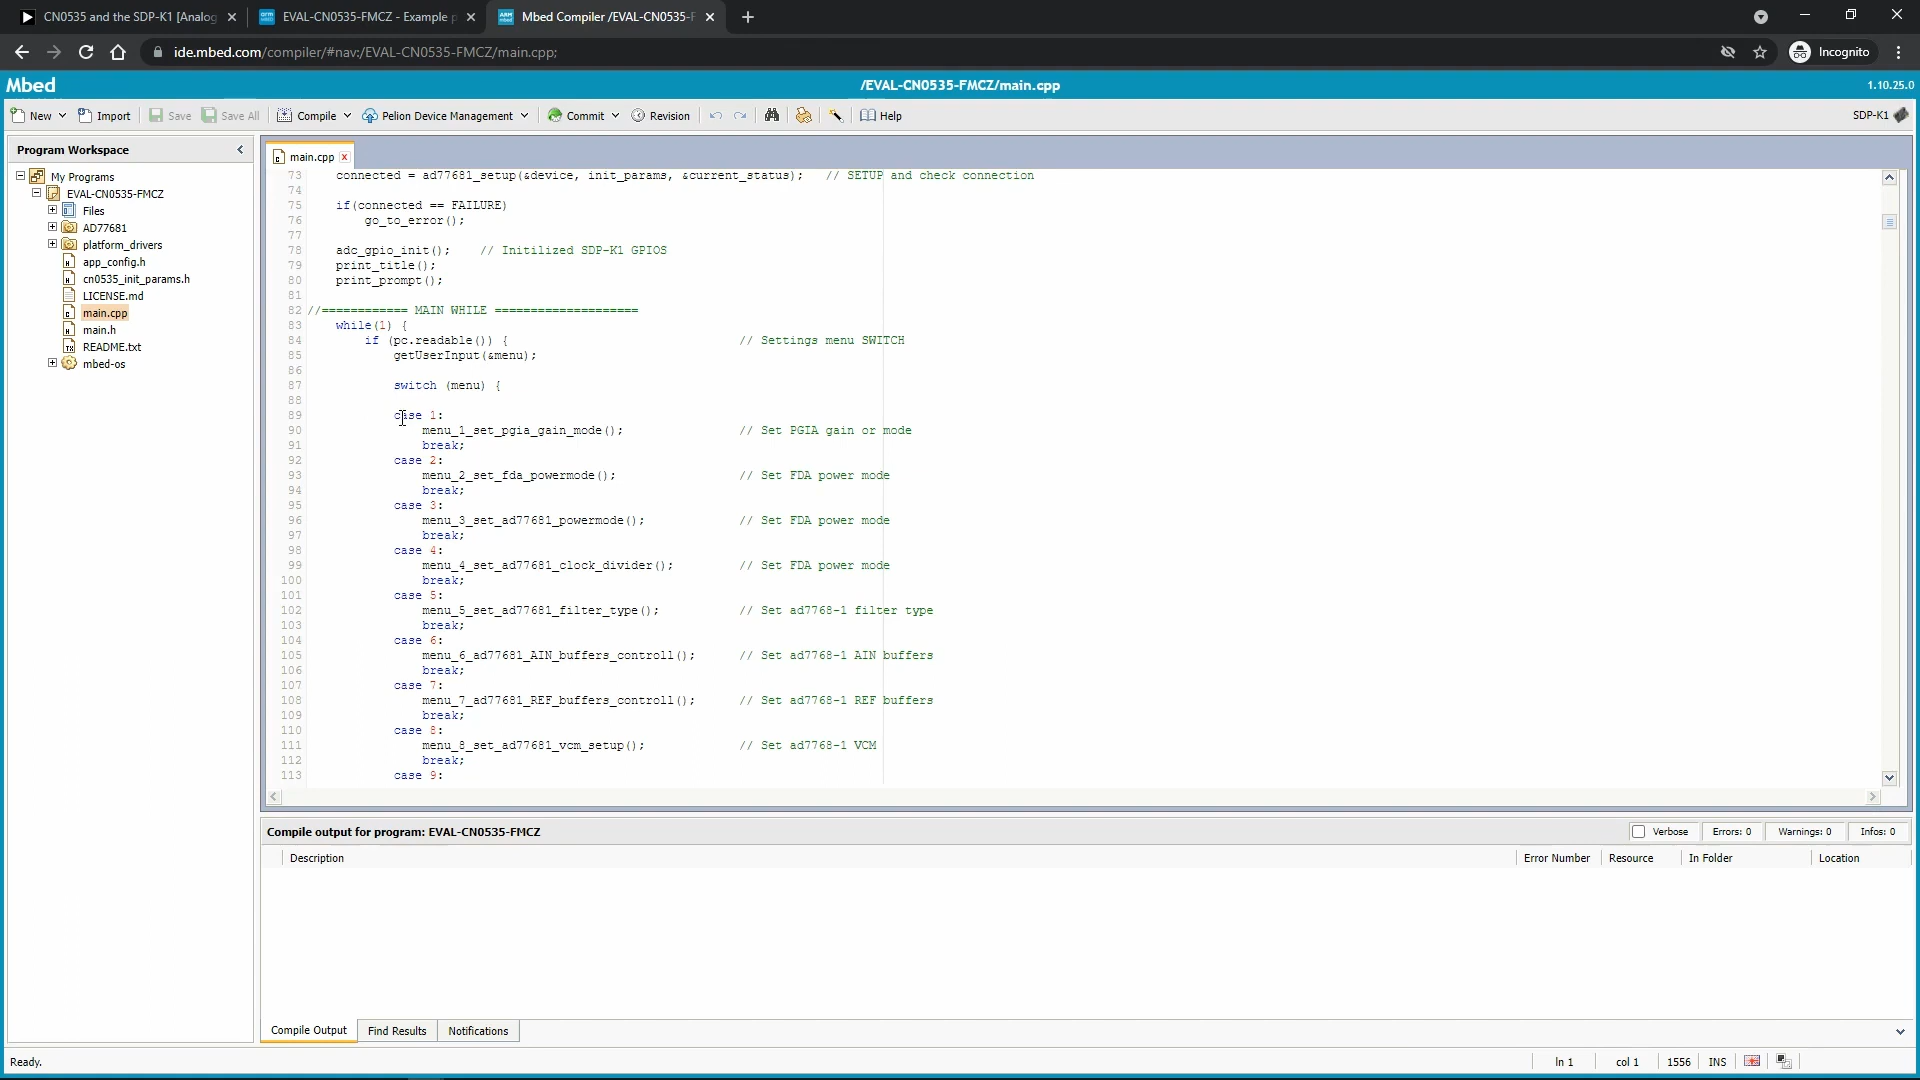 CN0535 and the SDP-K1 [Analog
EVAL-CN0535-FMCZ - Example p
Mbed Compiler /EVAL-CN0535-F
ide.mbed.com/compiler/#nav:/EVAL-CN0535-FMCZ/main.cpp;
Incognito
Mbed
/EVAL-CN0535-FMCZ/main.cpp
1.10.25.0
New
Import
Save
Save All
Compile
Pelion Device Management
Commit
Revision
Help
SDP-K1
Program Workspace
My Programs
EVAL-CN0535-FMCZ
Files
AD77681
platform_drivers
app_config.h
cn0535_init_params.h
LICENSE.md
main.cpp
main.h
README.txt
mbed-os
main.cpp
73 connected = ad77681_setup(&device, init_params, &current_status); // SETUP and check connection
74
75 if(connected == FAILURE)
76 go_to_error();
77
78 adc_gpio_init(); // Initilized SDP-K1 GPIOS
79 print_title();
80 print_prompt();
81
82 //============ MAIN WHILE ====================
83 while(1) {
84 if (pc.readable()) { // Settings menu SWITCH
85 getUserInput(&menu);
86
87 switch (menu) {
88
89 case 1:
90 menu_1_set_pgia_gain_mode(); // Set PGIA gain or mode
91 break;
92 case 2:
93 menu_2_set_fda_powermode(); // Set FDA power mode
94 break;
95 case 3:
96 menu_3_set_ad77681_powermode(); // Set FDA power mode
97 break;
98 case 4:
99 menu_4_set_ad77681_clock_divider(); // Set FDA power mode
100 break;
101 case 5:
102 menu_5_set_ad77681_filter_type(); // Set ad7768-1 filter type
103 break;
104 case 6:
105 menu_6_ad77681_AIN_buffers_controll(); // Set ad7768-1 AIN buffers
106 break;
107 case 7:
108 menu_7_ad77681_REF_buffers_controll(); // Set ad7768-1 REF buffers
109 break;
110 case 8:
111 menu_8_set_ad77681_vcm_setup(); // Set ad7768-1 VCM
112 break;
113 case 9:
Compile output for program: EVAL-CN0535-FMCZ
Verbose
Errors: 0
Warnings: 0
Infos: 0
Description
Error Number
Resource
In Folder
Location
Compile Output
Find Results
Notifications
Ready.
ln 1
col 1
1556
INS